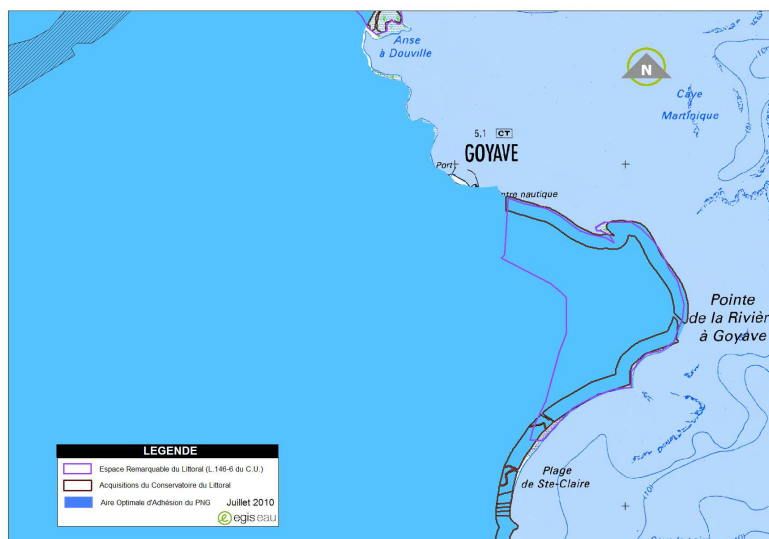 Anse
à Douville
N
Caye
Martinique
5.1 CT
GOYAVE
Port
ntre nautique
Pointe
de la Rivièr
à Goyave
Plage
de Ste-Claire
LEGENDE
Espace Remarquable du Littoral (L.146-6 du C.U.)
Acquisitions du Conservatoire du Littoral
Aire Optimale d'Adhésion du PNG Juillet 2010
egis eau